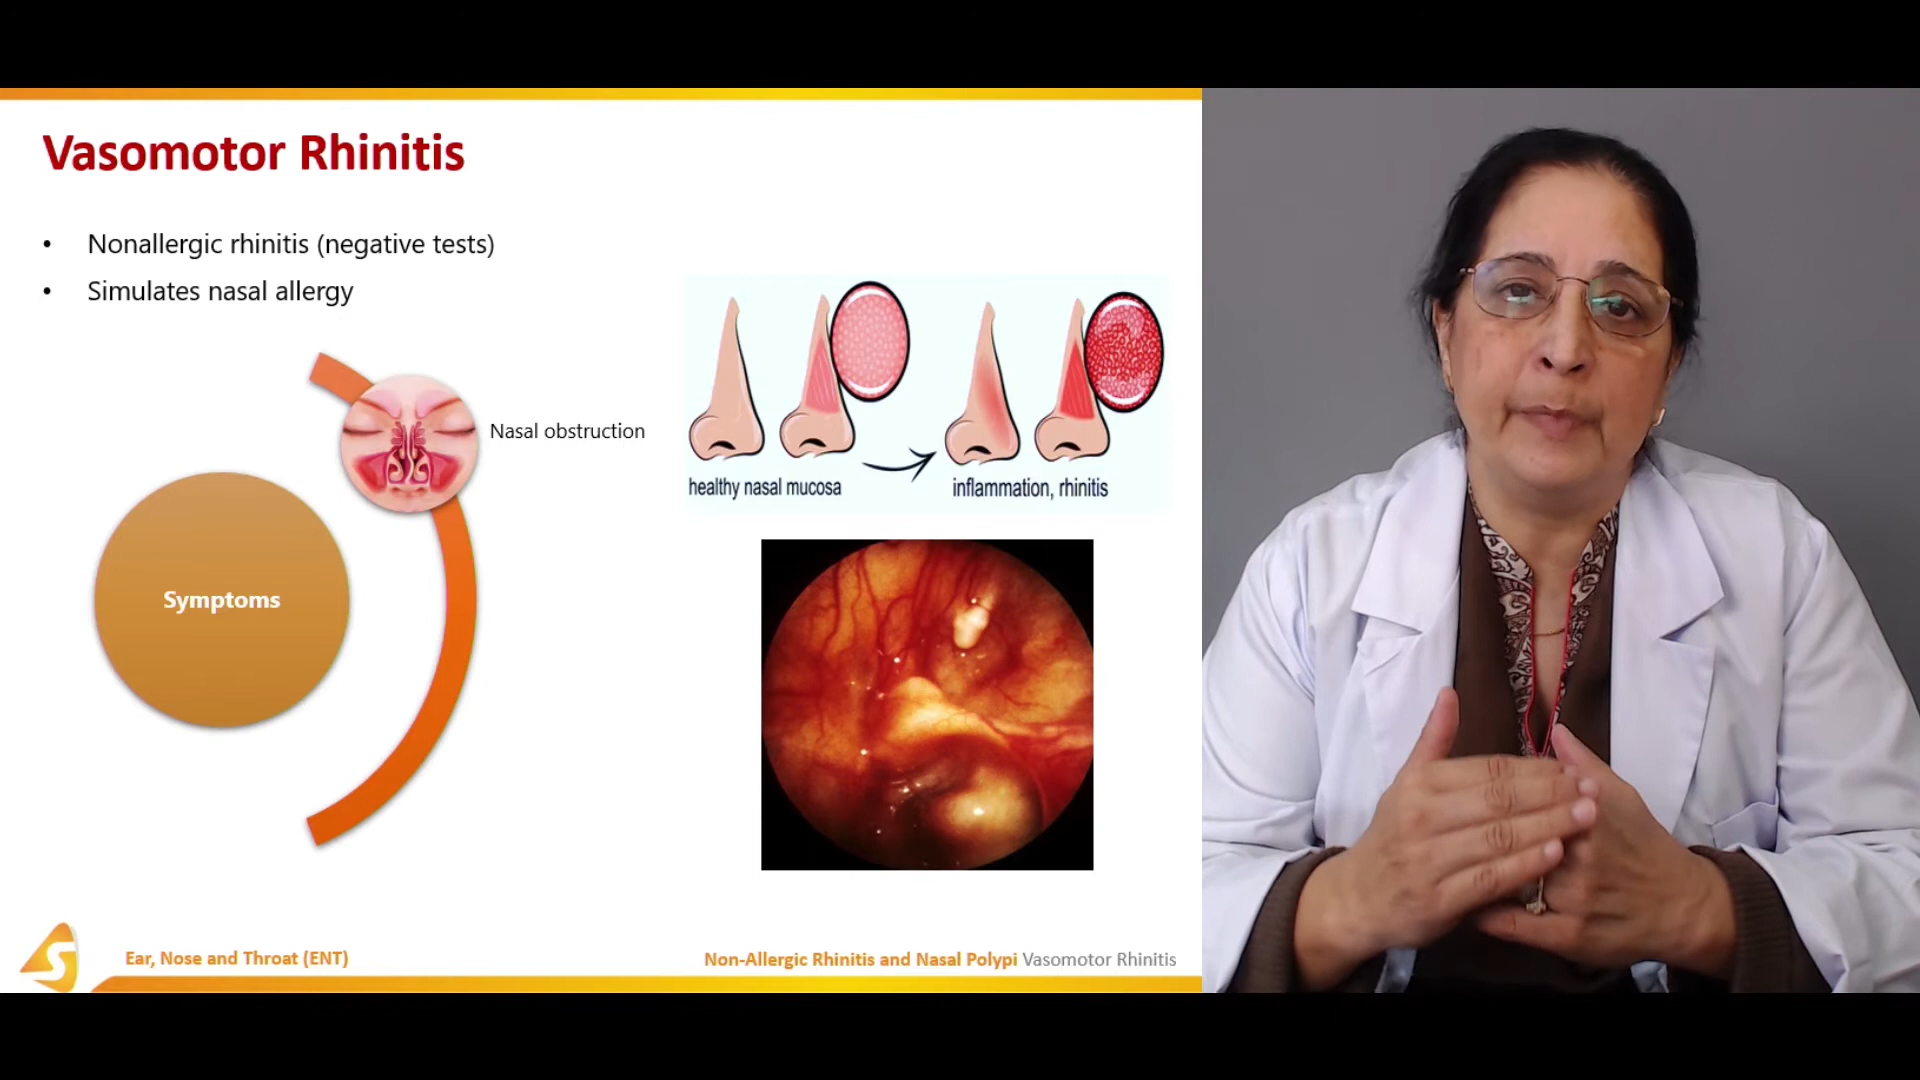 Vasomotor Rhinitis
• Nonallergic rhinitis (negative tests)
• Simulates nasal allergy
Nasal obstruction
Symptoms
healthy nasal mucosa
inflammation, rhinitis
S
Ear, Nose and Throat (ENT)
Non-Allergic Rhinitis and Nasal Polypi Vasomotor Rhinitis